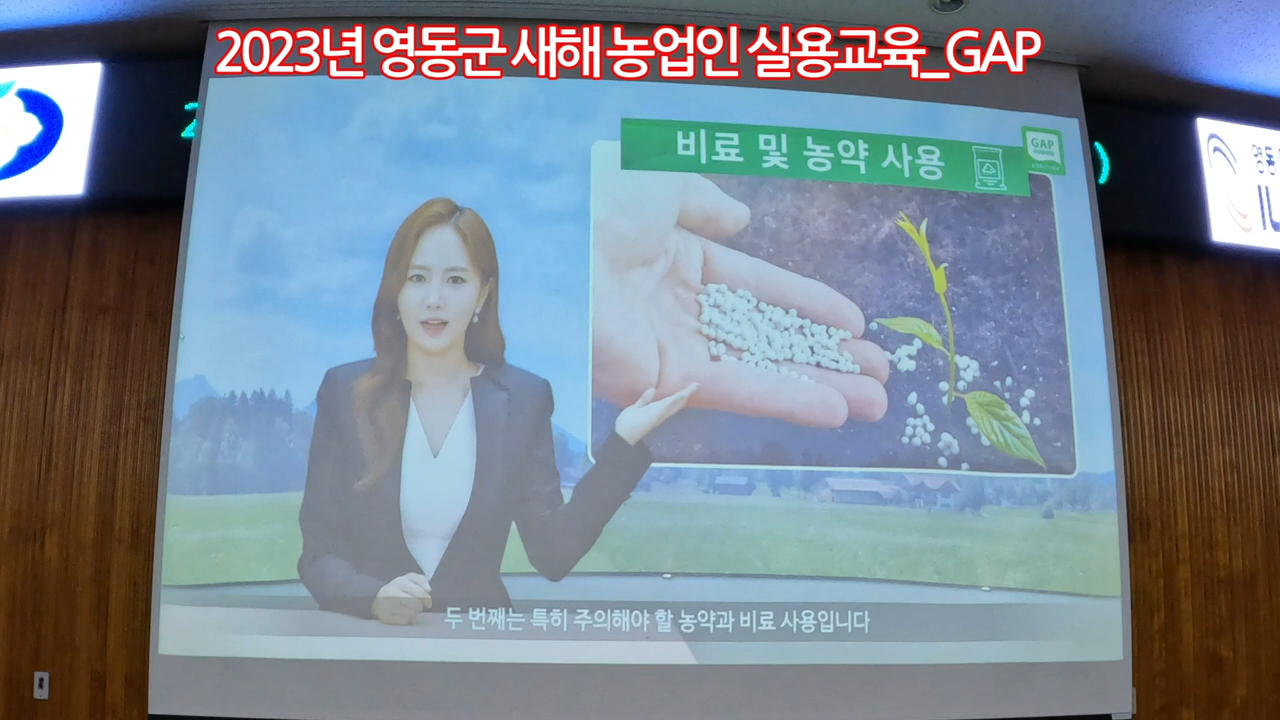 2023년 영동군 새해 농업인 실용교육_GAP
비료 및 농약 사용
GAP
영동
두 번째는 특히 주의해야 할 농약과 비료 사용입니다